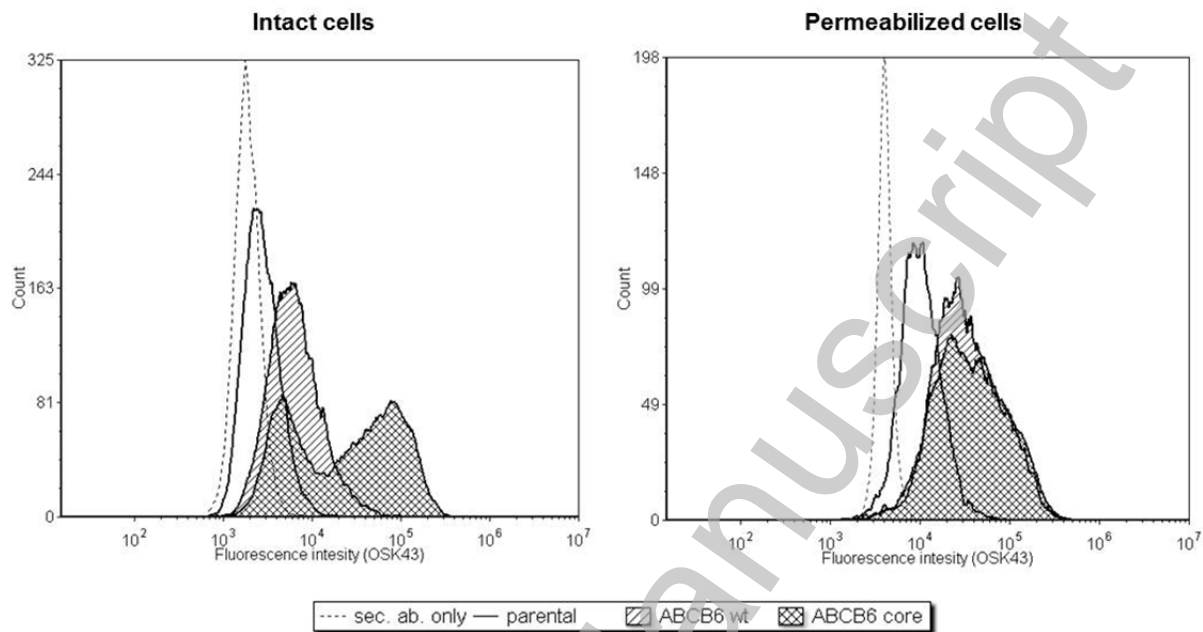 Intact cells
Permeabilized cells
325
244
163
81
0
Count
10²
10³
10⁴
10⁵
10⁶
10⁷
Fluorescence intesity (OSK43)
198
148
99
49
0
Count
10²
10³
10⁴
10⁵
10⁶
10⁷
Fluorescence intesity (OSK43)
sec. ab. only
parental
ABCB6 wt
ABCB6 core
anuscript